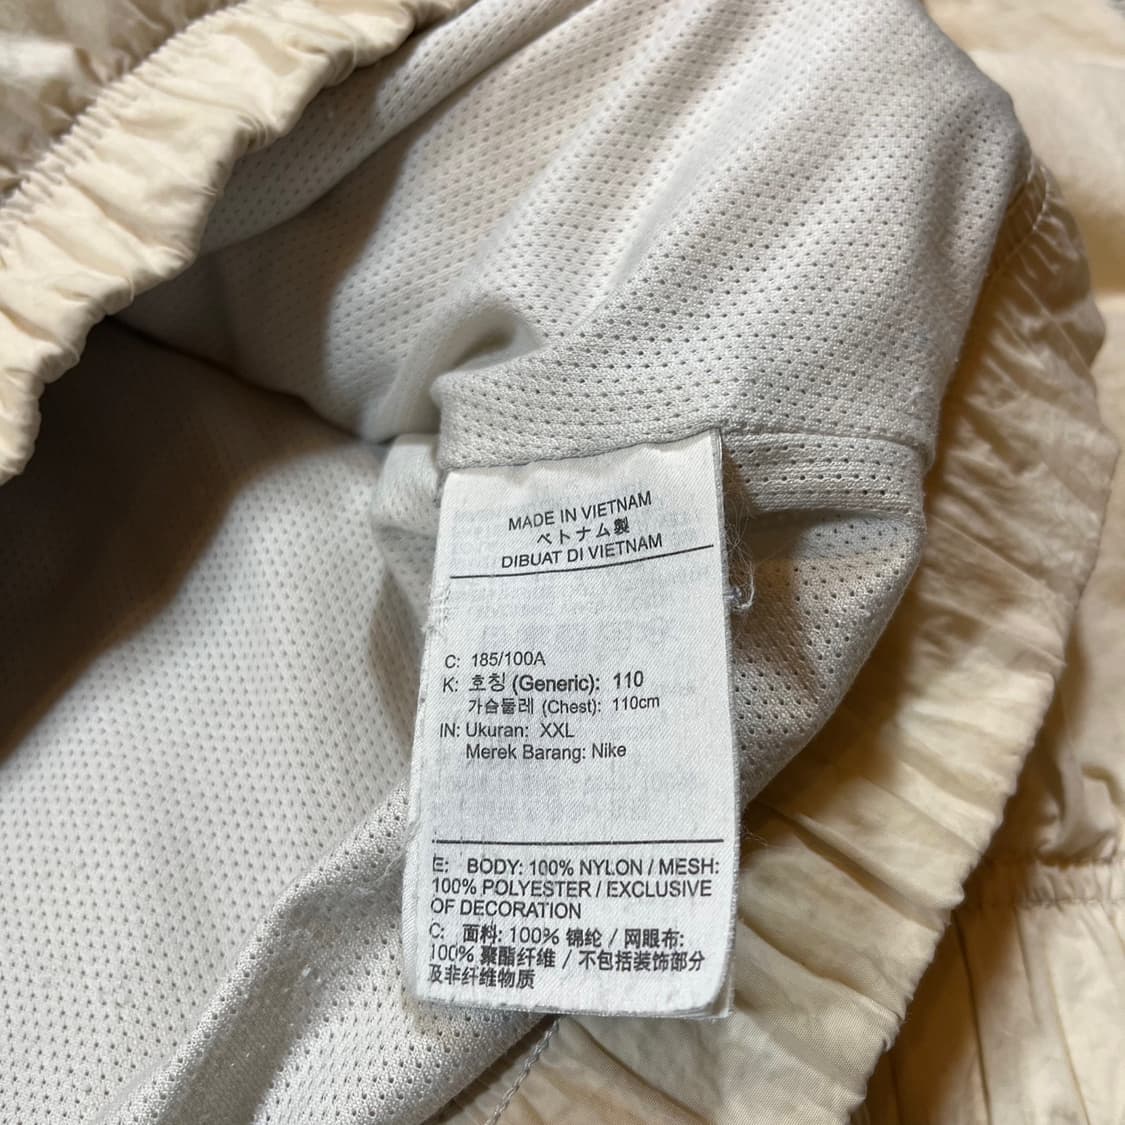 MADE IN VIETNAM
ベトナム製
DIBUAT DI VIETNAM
C: 185/100A
K: 호칭 (Generic): 110
가슴둘레 (Chest): 110cm
IN: Ukuran: XXL
Merek Barang: Nike
E: BODY: 100% NYLON / MESH:
100% POLYESTER / EXCLUSIVE
OF DECORATION
C: 面料: 100% 锦纶 / 网眼布:
100% 聚酯纤维 / 不包括装饰部分
及非纤维物质